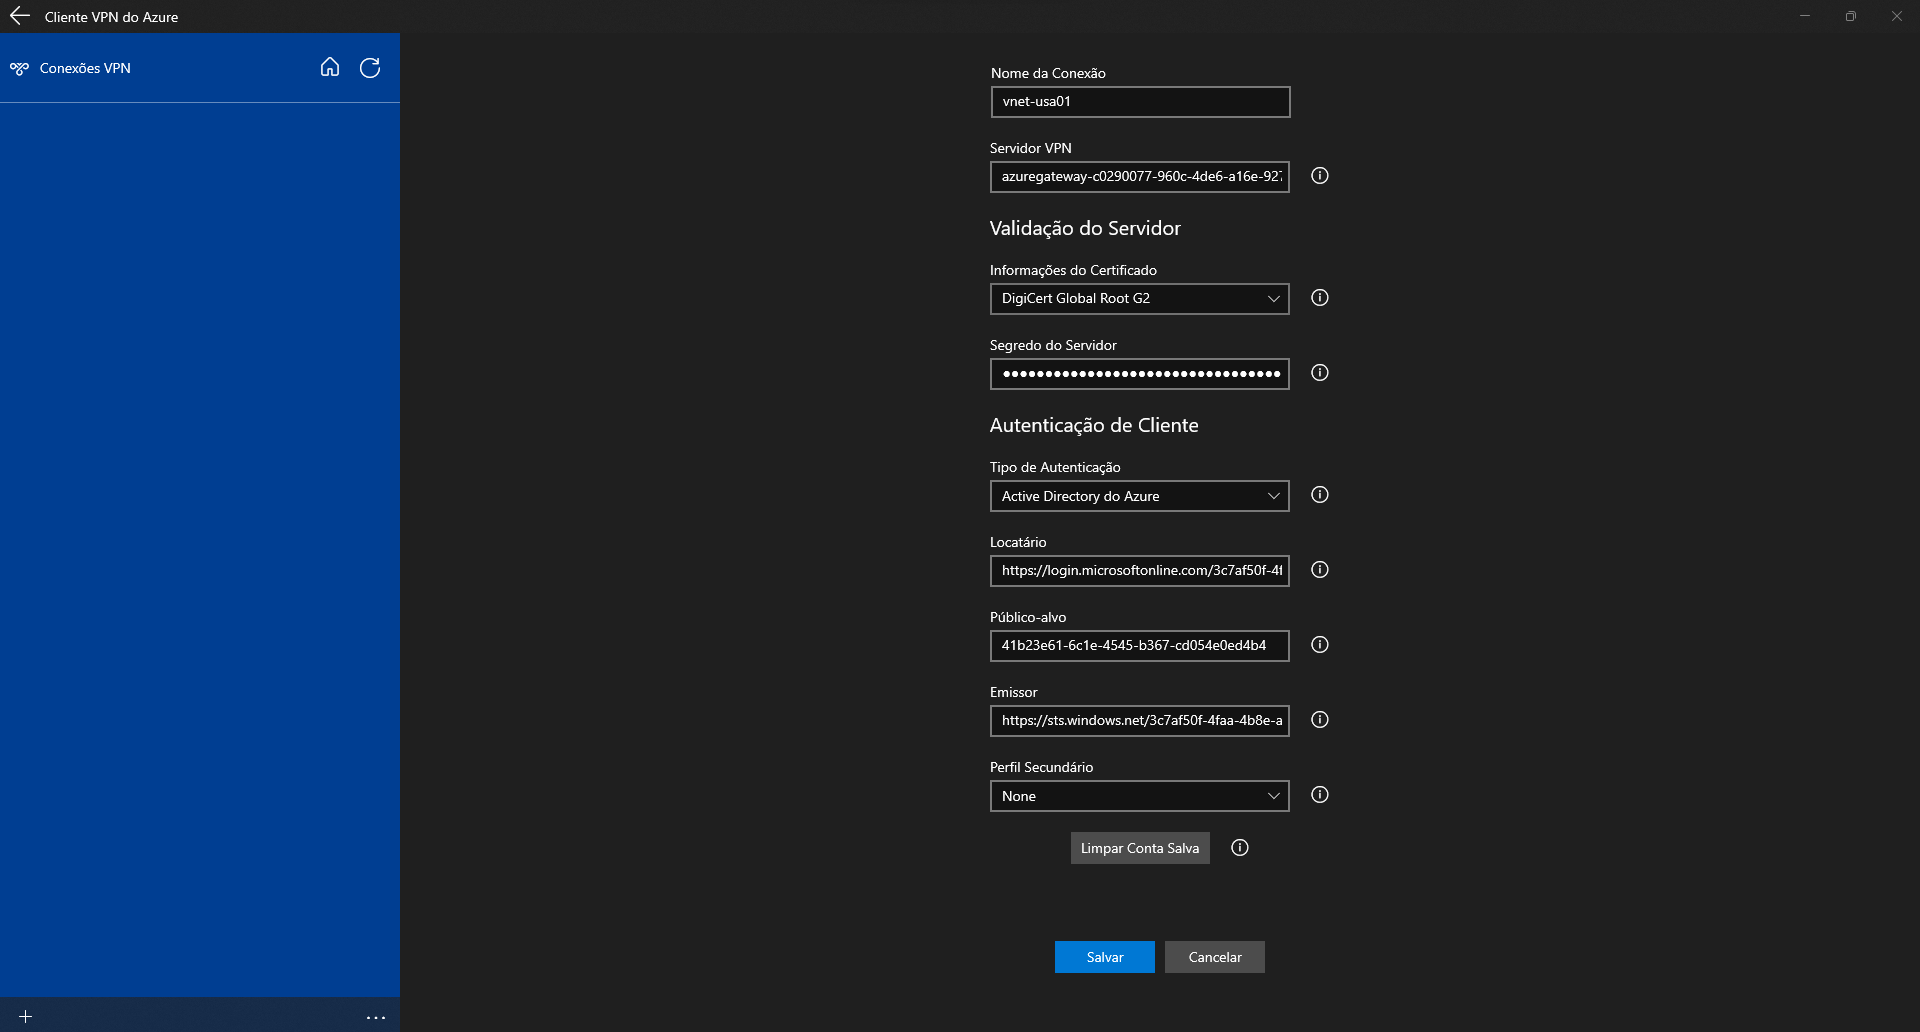 Cliente VPN do Azure
Conexões VPN
Nome da Conexão
vnet-usa01
Servidor VPN
azuregateway-c0290077-960c-4de6-a16e-927
Validação do Servidor
Informações do Certificado
DigiCert Global Root G2
Segredo do Servidor
●●●●●●●●●●●●●●●●●●●●●●●●●●●●●●●●●
Autenticação de Cliente
Tipo de Autenticação
Active Directory do Azure
Locatário
https://login.microsoftonline.com/3c7af50f-4f
Público-alvo
41b23e61-6c1e-4545-b367-cd054e0ed4b4
Emissor
https://sts.windows.net/3c7af50f-4faa-4b8e-a
Perfil Secundário
None
Limpar Conta Salva
Salvar
Cancelar